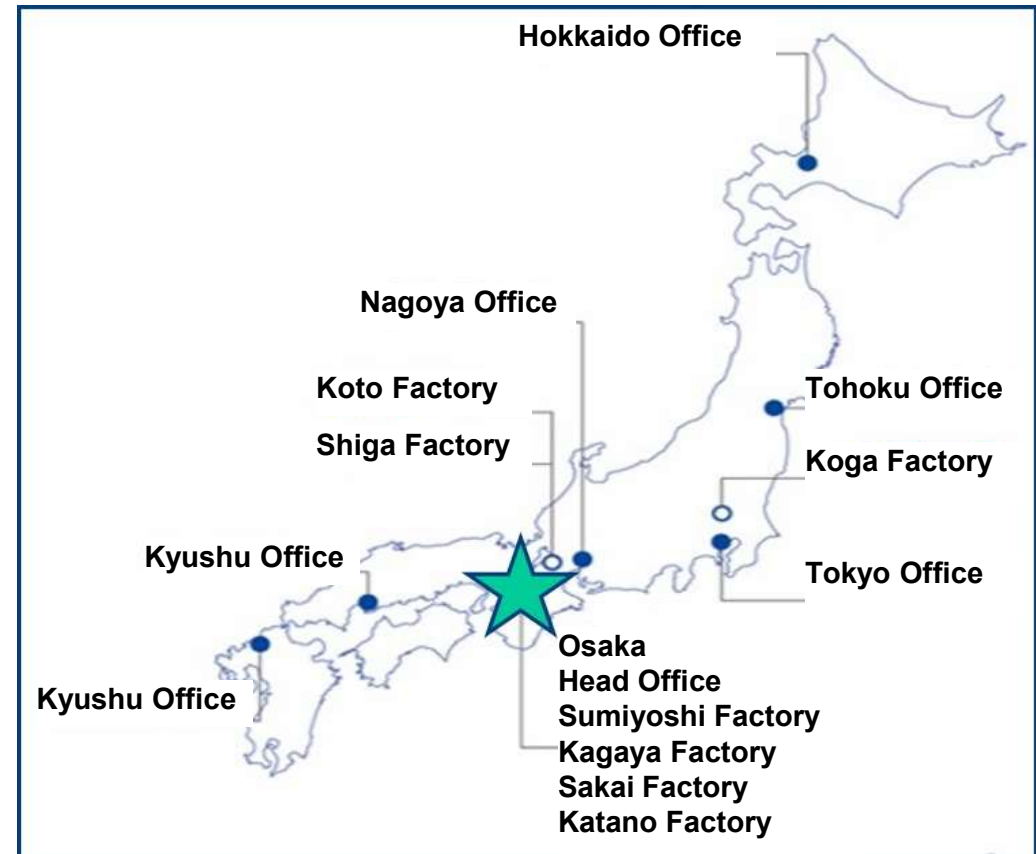 Hokkaido Office
Nagoya Office
Koto Factory
Tohoku Office
Shiga Factory
Koga Factory
Kyushu Office
Tokyo Office
Osaka
Head Office
Kyushu Office
Sumiyoshi Factory
Kagaya Factory
Sakai Factory
Katano Factory